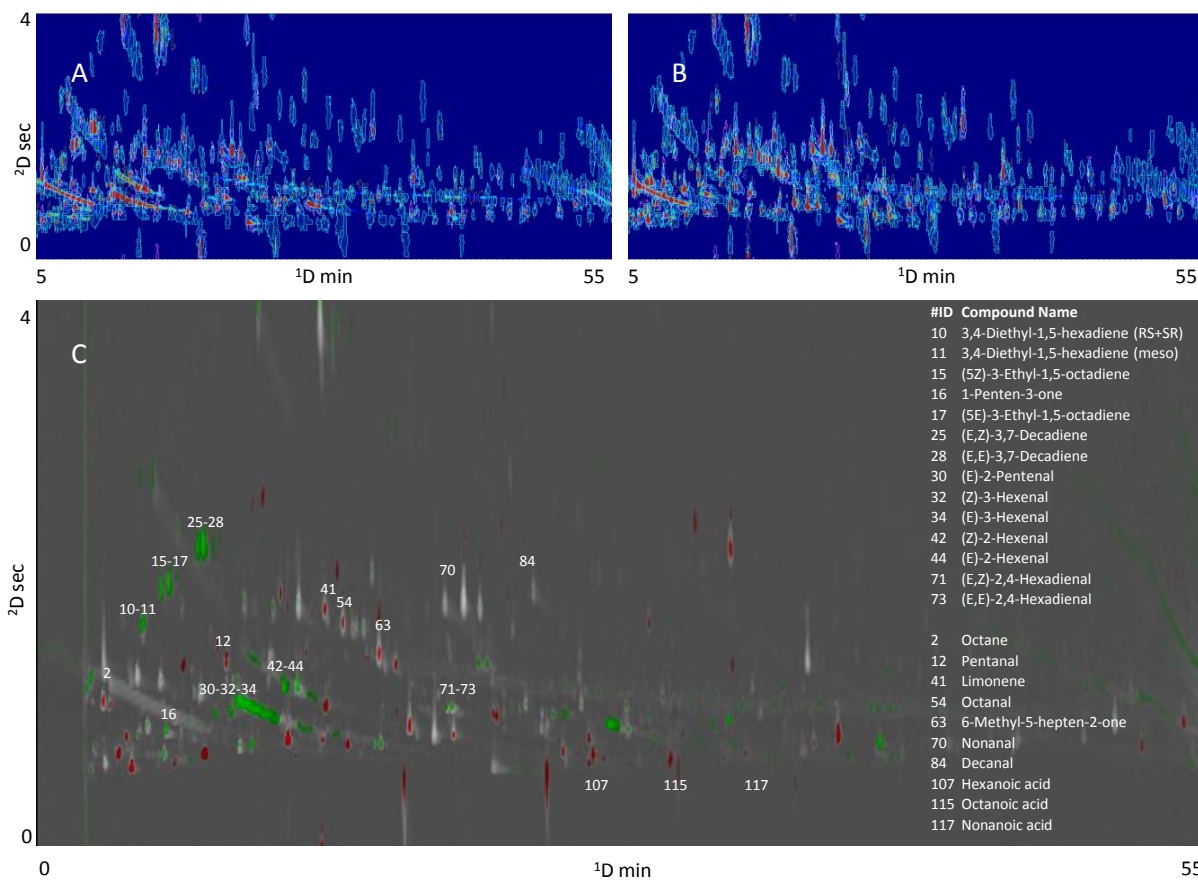 4
A
B
²D sec
0
5
¹D min
55
5
¹D min
55
4
C
#ID Compound Name
10 3,4-Diethyl-1,5-hexadiene (RS+SR)
11 3,4-Diethyl-1,5-hexadiene (meso)
15 (5Z)-3-Ethyl-1,5-octadiene
16 1-Penten-3-one
17 (5E)-3-Ethyl-1,5-octadiene
25 (E,Z)-3,7-Decadiene
28 (E,E)-3,7-Decadiene
30 (E)-2-Pentenal
32 (Z)-3-Hexenal
34 (E)-3-Hexenal
42 (Z)-2-Hexenal
44 (E)-2-Hexenal
71 (E,Z)-2,4-Hexadienal
73 (E,E)-2,4-Hexadienal
2 Octane
12 Pentanal
41 Limonene
54 Octanal
63 6-Methyl-5-hepten-2-one
70 Nonanal
84 Decanal
107 Hexanoic acid
115 Octanoic acid
117 Nonanoic acid
25-28
15-17
70
84
41
54
10-11
63
12
2
42-44
30-32-34
71-73
16
107
115
117
²D sec
0
0
¹D min
55